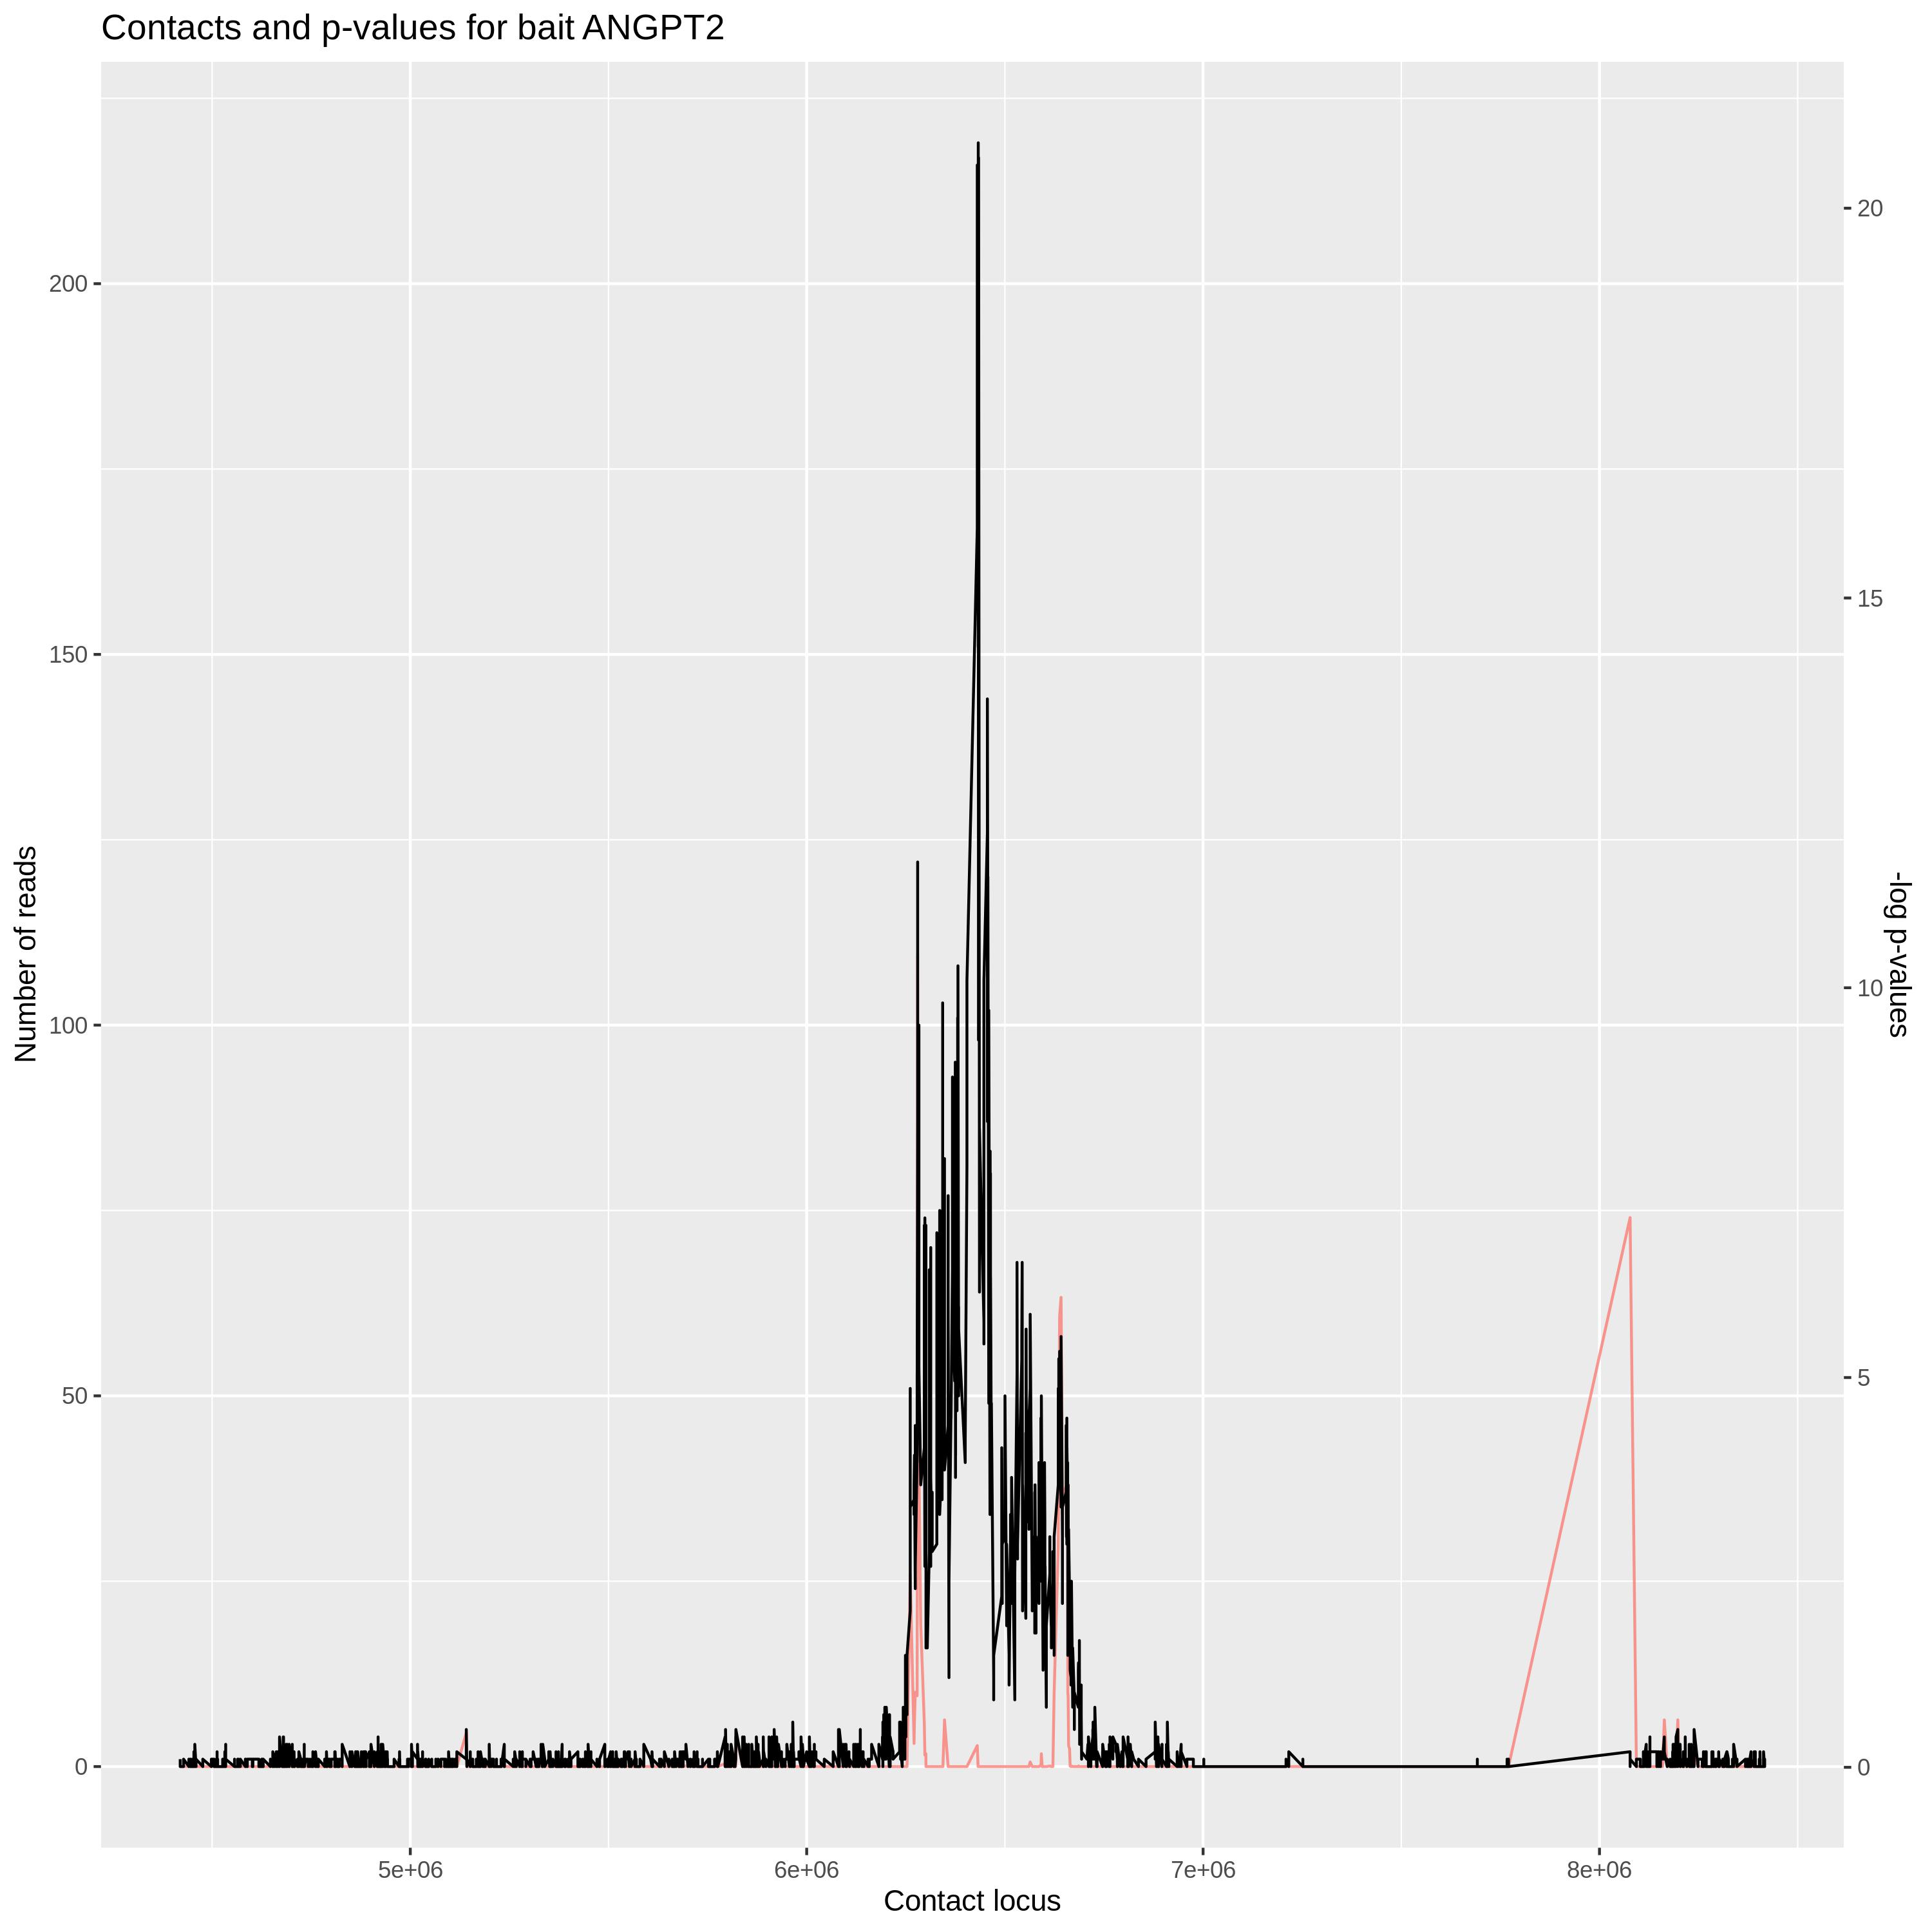 Contacts and p-values for bait ANGPT2
200
150
100
50
0
Number of reads
20
15
10
5
0
-log p-values
5e+06
6e+06
7e+06
8e+06
Contact locus